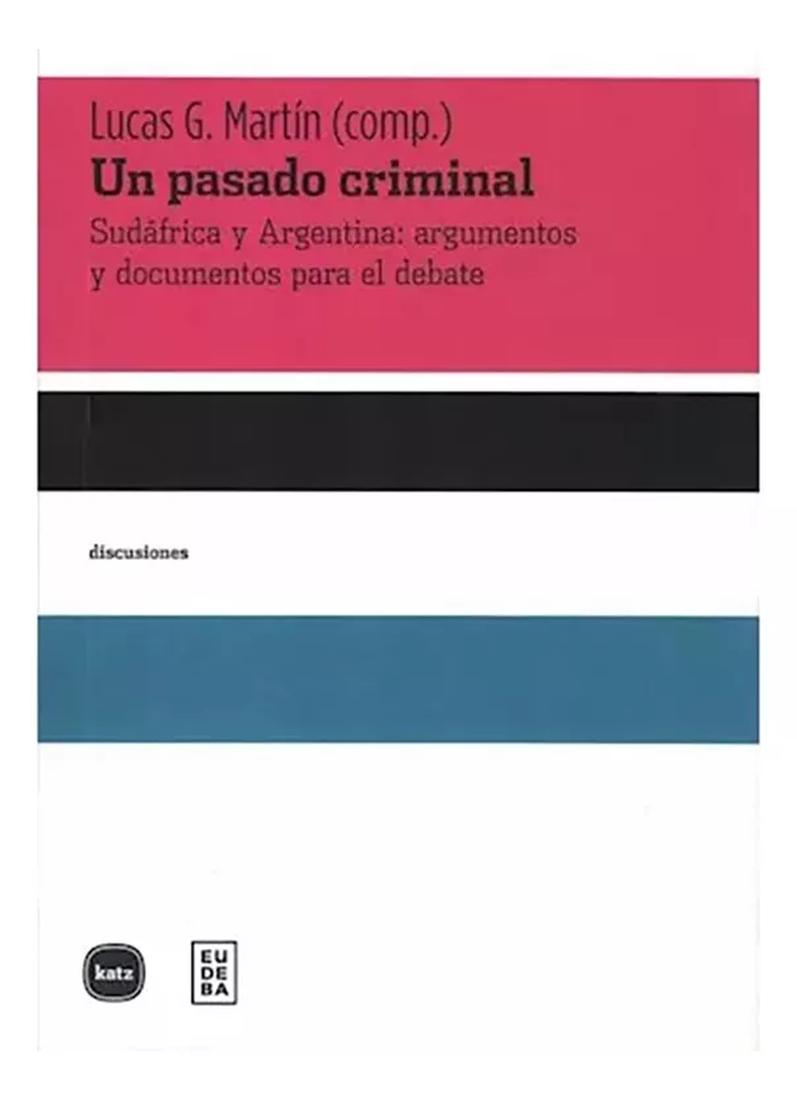 Lucas G. Martín (comp.)
Un pasado criminal
Sudáfrica y Argentina: argumentos
y documentos para el debate
discusiones
katz
EU
DE
BA